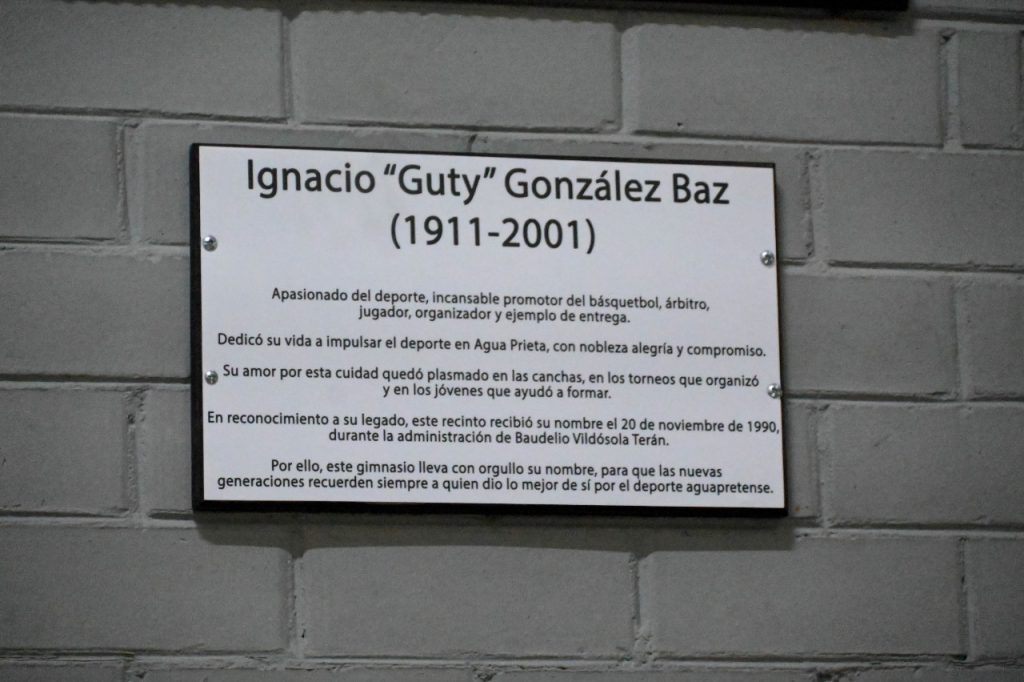 Ignacio “Guty” González Baz
(1911-2001)
Apasionado del deporte, incansable promotor del básquetbol, árbitro,
jugador, organizador y ejemplo de entrega.
Dedicó su vida a impulsar el deporte en Agua Prieta, con nobleza alegría y compromiso.
Su amor por esta cuidad quedó plasmado en las canchas, en los torneos que organizó
y en los jóvenes que ayudó a formar.
En reconocimiento a su legado, este recinto recibió su nombre el 20 de noviembre de 1990,
durante la administración de Baudelio Vildósola Terán.
Por ello, este gimnasio lleva con orgullo su nombre, para que las nuevas
generaciones recuerden siempre a quien dio lo mejor de sí por el deporte aguapretense.